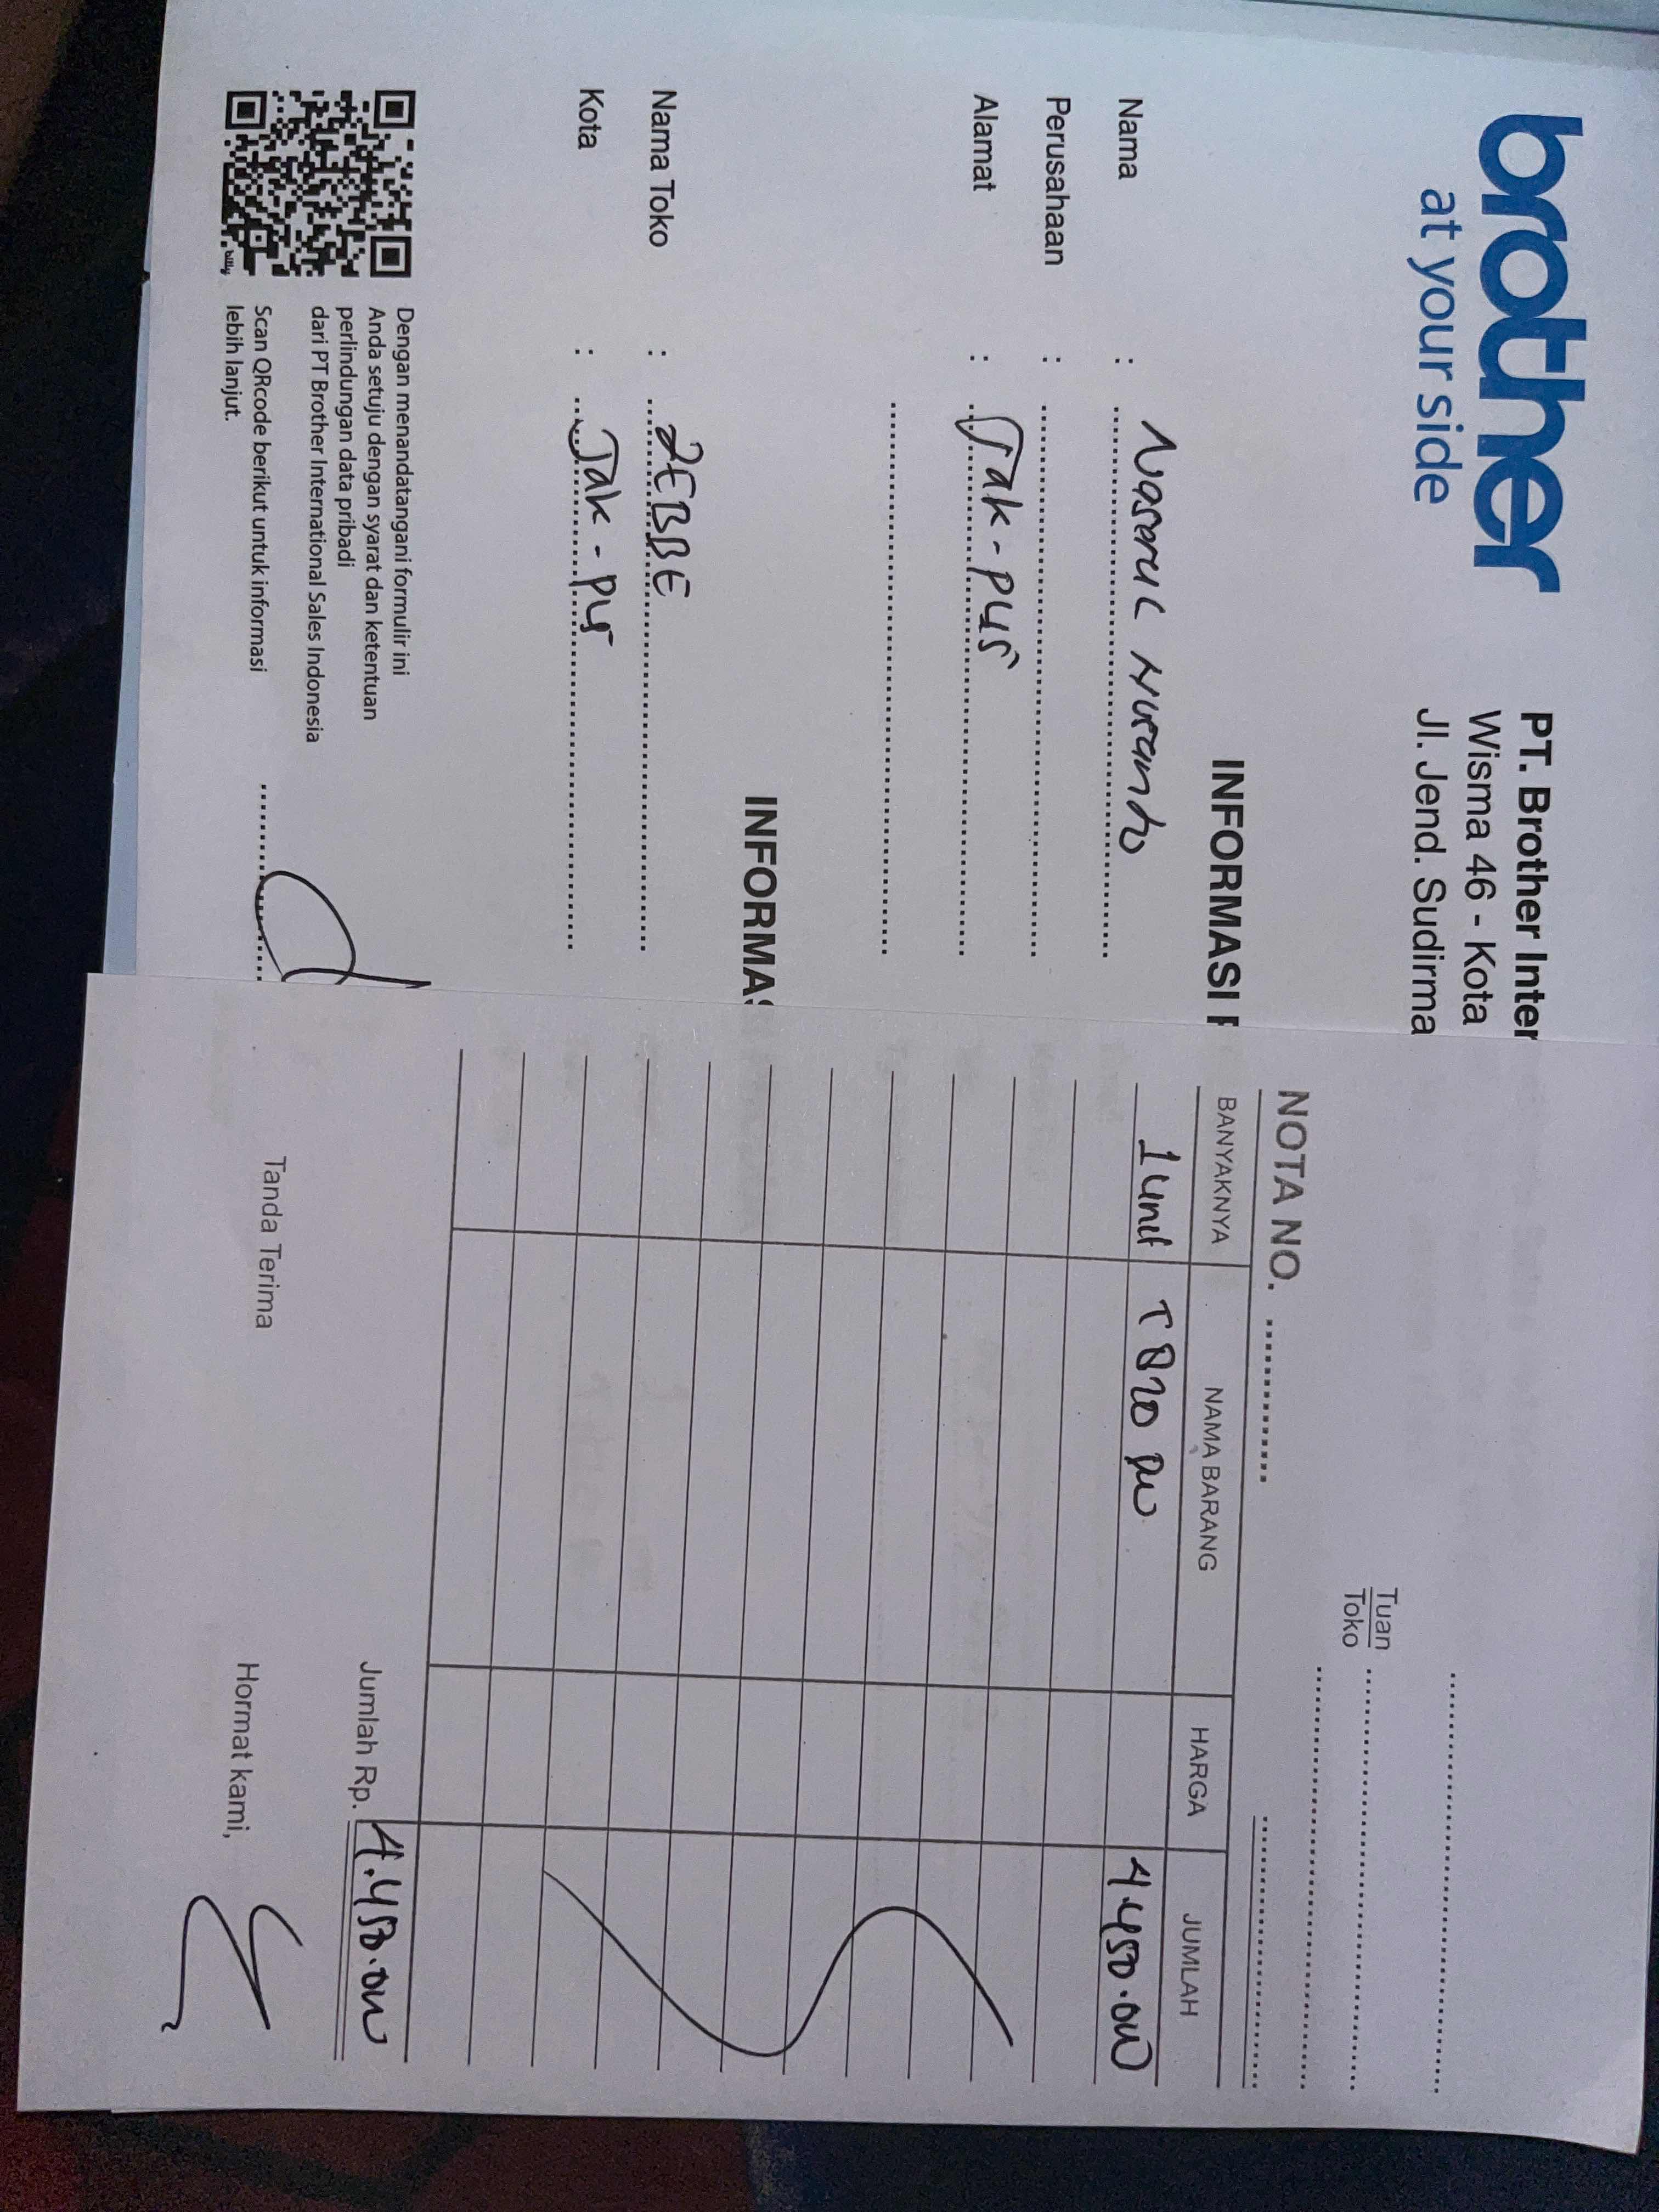 brother
at your side
PT. Brother Inter
Wisma 46 - Kota
Jl. Jend. Sudirma
INFORMASI P
Nama :
Perusahaan :
Alamat : Jak - pus
INFORMAS
Nama Toko : ZEBBE
Kota : Jak - pus
Dengan menandatangani formulir ini
Anda setuju dengan syarat dan ketentuan
perlindungan data pribadi
dari PT Brother International Sales Indonesia
Scan QRcode berikut untuk informasi
lebih lanjut.
Tuan
Toko
NOTA NO.
BANYAKNYA NAMA BARANG HARGA JUMLAH
1 unit T820 DW 4.450.000
Jumlah Rp. 4.450.000
Tanda Terima Hormat kami,